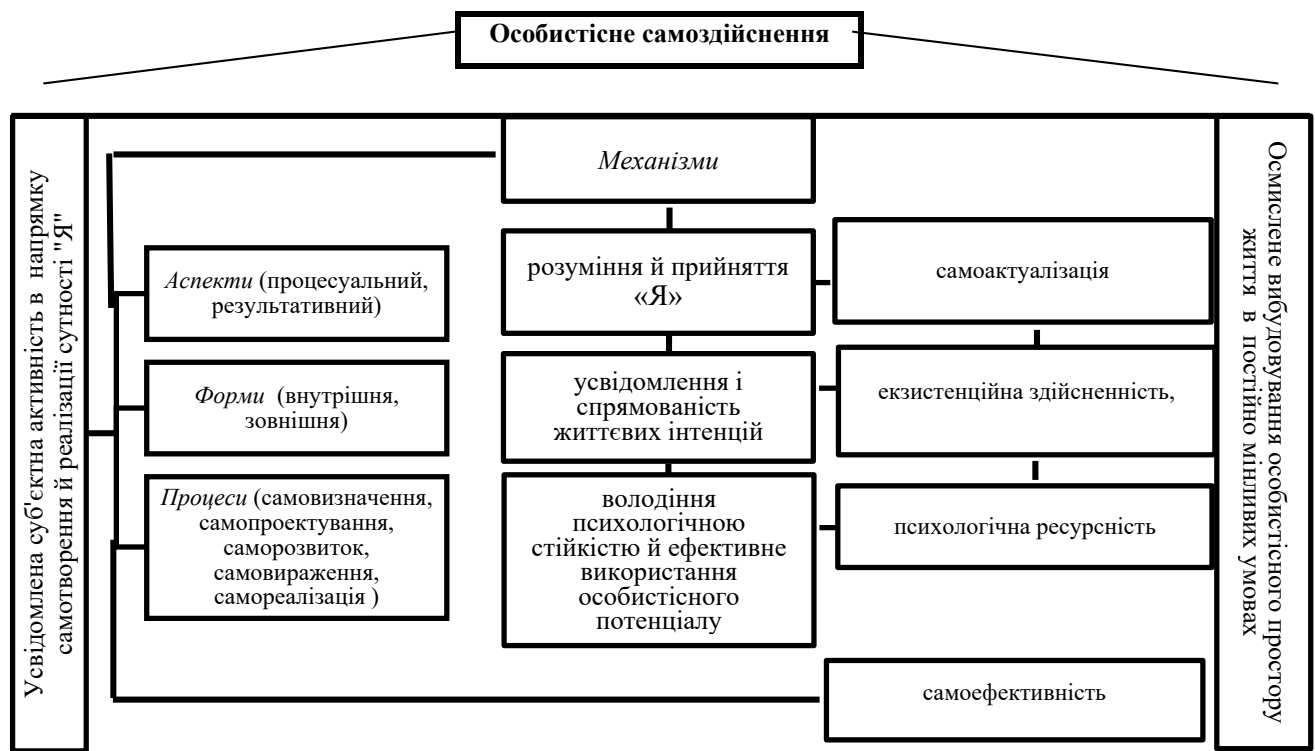 Особистісне самоздійснення
Усвідомлена суб'єктна активність в напрямку
самотворення й реалізації сутності "Я"
Механізми
Аспекти (процесуальний,
результативний)
Форми (внутрішня,
зовнішня)
Процеси (самовизначення,
самопроектування,
саморозвиток,
самовираження,
самореалізація )
розуміння й прийняття
«Я»
усвідомлення і
спрямованість
життєвих інтенцій
володіння
психологічною
стійкістю й ефективне
використання
особистісного
потенціалу
самоактуалізація
екзистенційна здійсненність,
психологічна ресурсність
самоефективність
Осмислене вибудовування особистісного простору
життя в постійно мінливих умовах